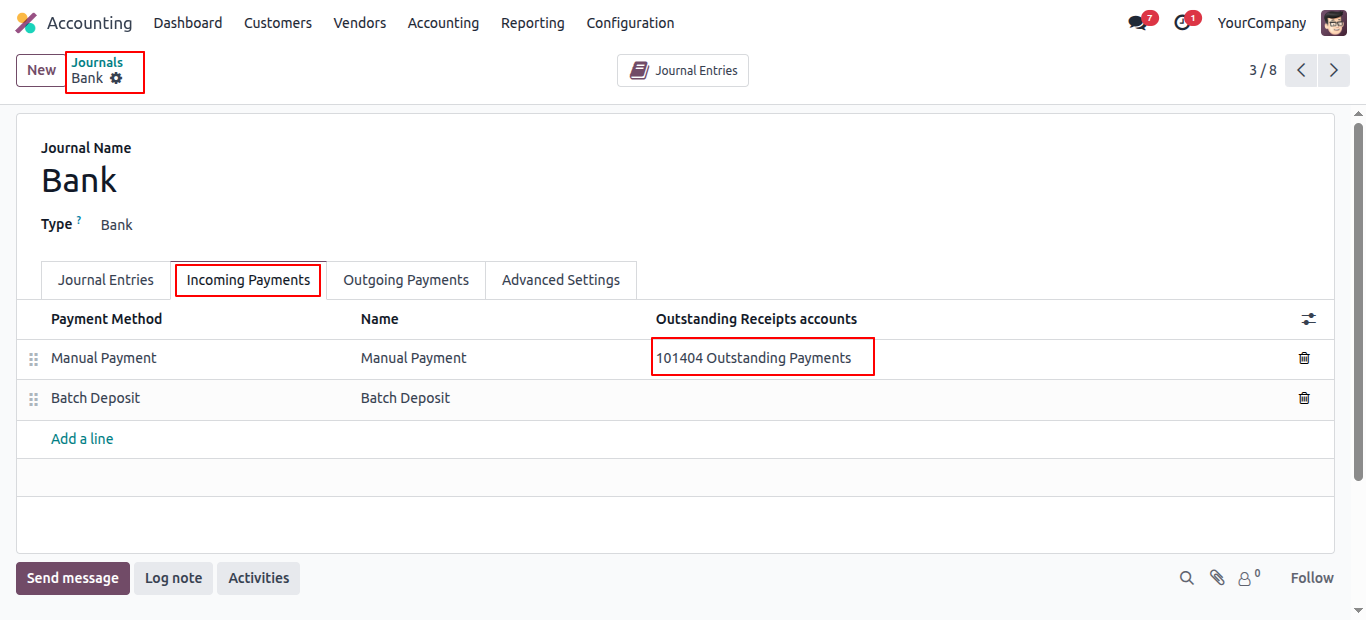 Accounting Dashboard Customers Vendors Accounting Reporting Configuration 7 1 YourCompany
New Journals Journal Entries 3 / 8
Bank
Journal Name
Bank
Type ? Bank
Journal Entries Incoming Payments Outgoing Payments Advanced Settings
Payment Method Name Outstanding Receipts accounts
Manual Payment Manual Payment 101404 Outstanding Payments
Batch Deposit Batch Deposit
Add a line
Send message Log note Activities 0 Follow